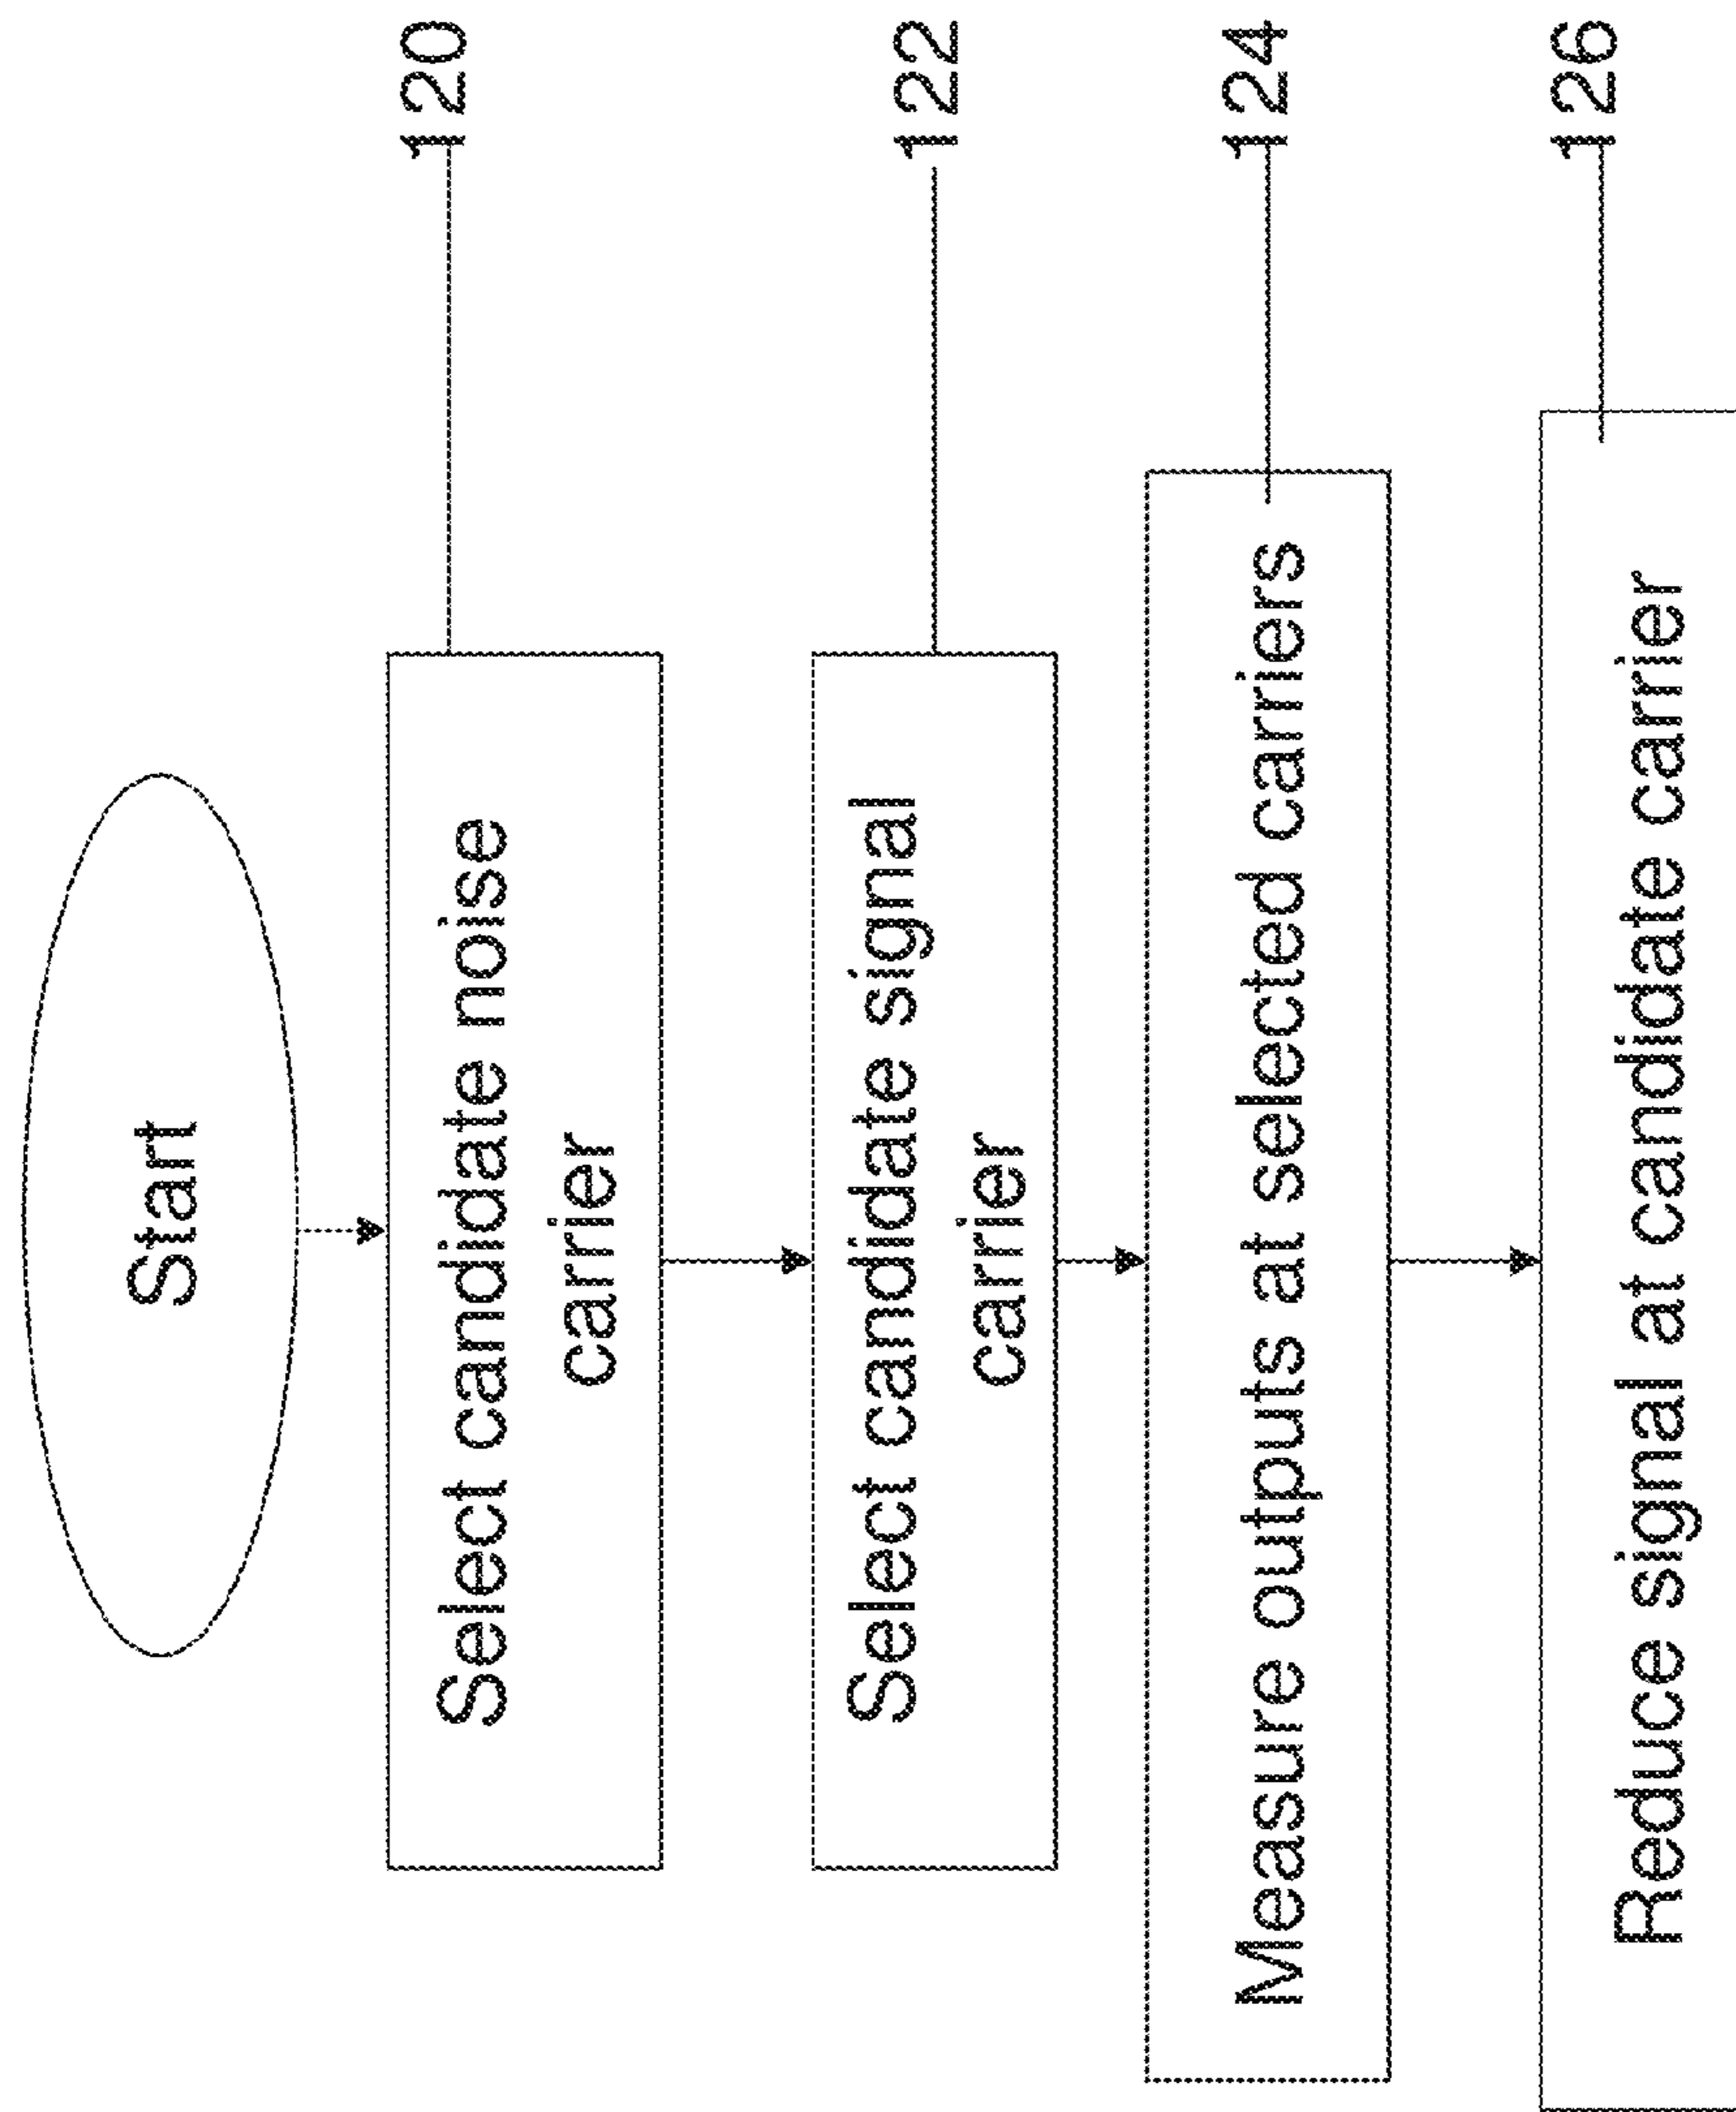 Start
Select candidate noise
carrier
120
Select candidate signal
carrier
122
Measure outputs at selected carriers
124
Reduce signal at candidate carrier
126